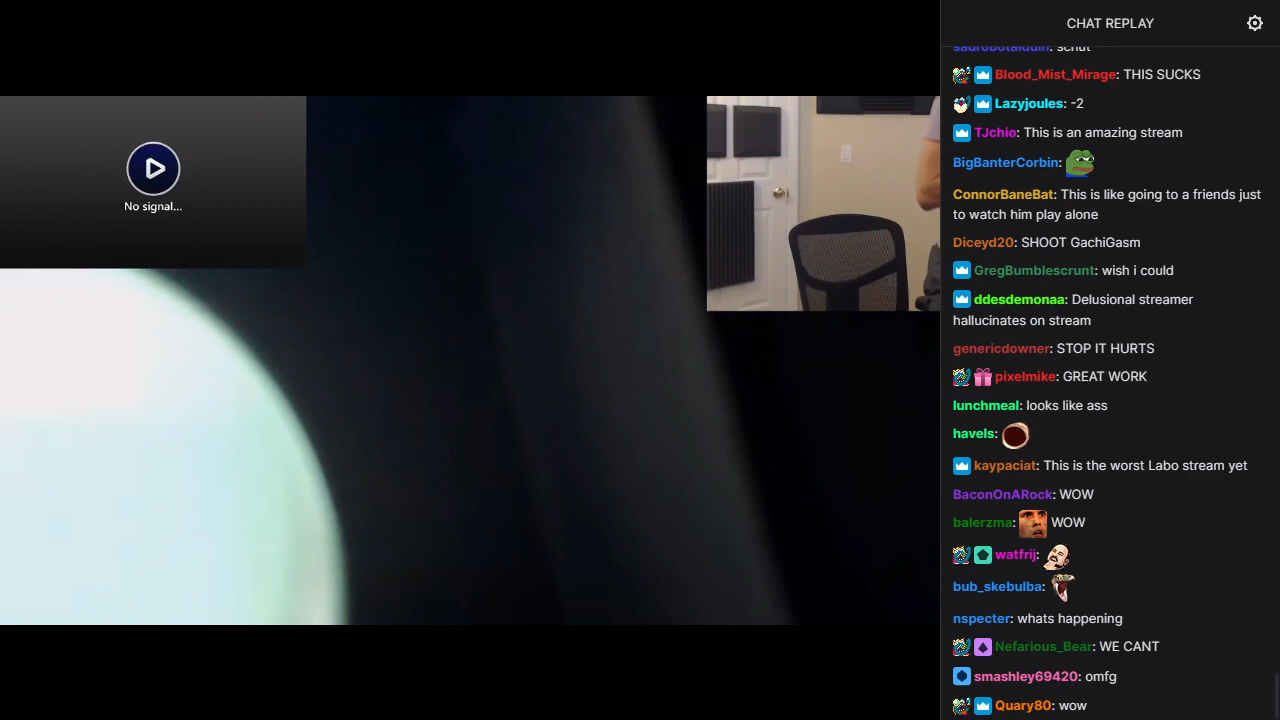 CHAT REPLAY
sadrobotalduin: schut
Blood_Mist_Mirage: THIS SUCKS
Lazyjoules: -2
TJchio: This is an amazing stream
BigBanterCorbin:
ConnorBaneBat: This is like going to a friends just
to watch him play alone
Diceyd20: SHOOT GachiGasm
GregBumblescrunt: wish i could
ddesdemonaa: Delusional streamer
hallucinates on stream
genericdowner: STOP IT HURTS
pixelmike: GREAT WORK
lunchmeal: looks like ass
havels:
kaypaciat: This is the worst Labo stream yet
BaconOnARock: WOW
balerzma: WOW
watfrij:
bub_skebulba:
nspecter: whats happening
Nefarious_Bear: WE CANT
smashley69420: omfg
Quary80: wow
No signal...